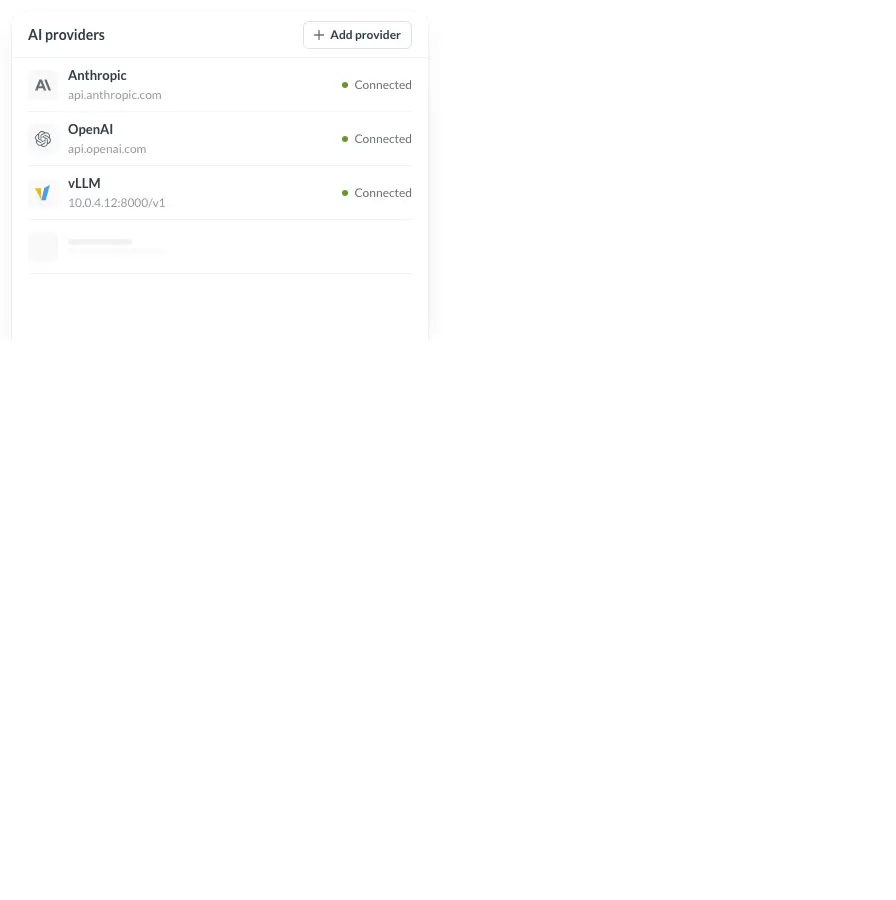 AI providers
Add provider
Anthropic
api.anthropic.com
Connected
OpenAI
api.openai.com
Connected
vLLM
10.0.4.12:8000/v1
Connected